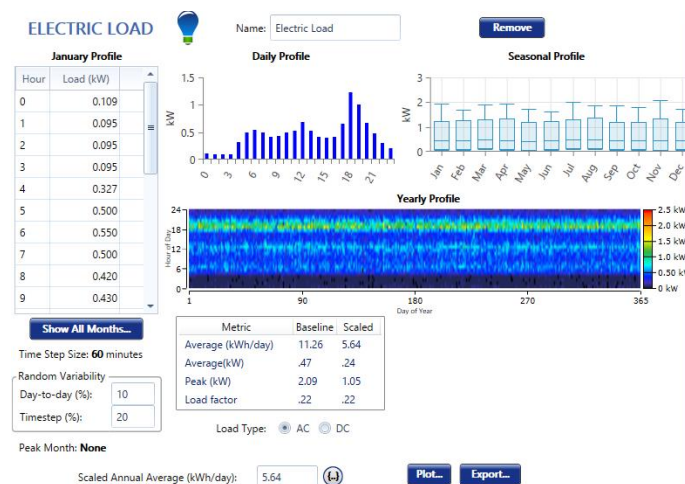 ELECTRIC LOAD
Name: Electric Load
Remove
January Profile
Hour Load (kW)
0 0.109
1 0.095
2 0.095
3 0.095
4 0.327
5 0.500
6 0.550
7 0.500
8 0.420
9 0.430
Show All Months...
Time Step Size: 60 minutes
Random Variability
Day-to-day (%): 10
Timestep (%): 20
Peak Month: None
Scaled Annual Average (kWh/day): 5.64 {..}
Daily Profile
kW
1.5
1
0.5
0
0 3 6 9 12 15 18 21
Seasonal Profile
kW
3
2
1
0
Jan Feb Mar Apr May Jun Jul Aug Sep Oct Nov Dec
Yearly Profile
Hour of Day
24
18
12
6
0
1 90 180 270 365
Day of Year
2.5 kW
2.0 kW
1.5 kW
1.0 kW
0.50 kW
0 kW
Metric Baseline Scaled
Average (kWh/day) 11.26 5.64
Average(kW) .47 .24
Peak (kW) 2.09 1.05
Load factor .22 .22
Load Type: AC DC
Plot... Export...